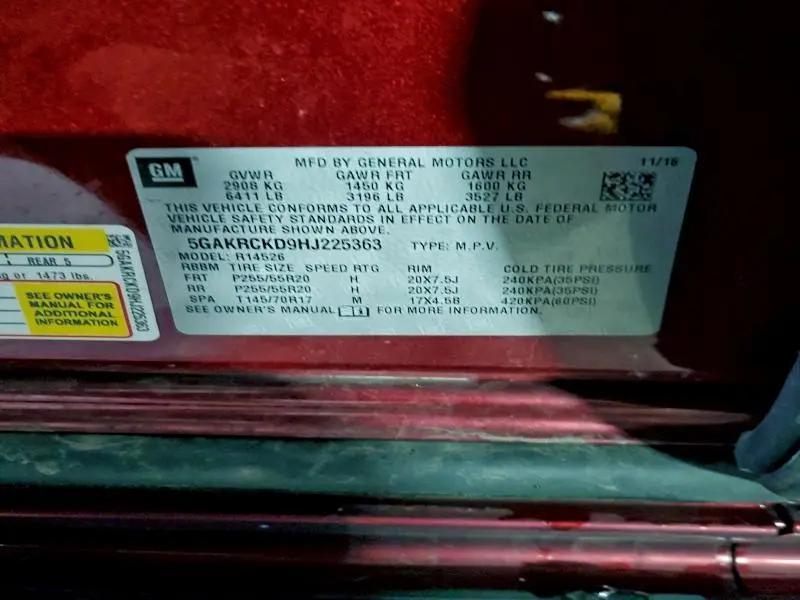 GM
MFD BY GENERAL MOTORS LLC 11/16
GVWR GAWR FRT GAWR RR
2908 KG 1450 KG 1600 KG
6411 LB 3196 LB 3527 LB
THIS VEHICLE CONFORMS TO ALL APPLICABLE U.S. FEDERAL MOTOR
VEHICLE SAFETY STANDARDS IN EFFECT ON THE DATE OF
MANUFACTURE SHOWN ABOVE.
5GAKRCKD9HJ225363 TYPE: M.P.V.
MODEL: R14526
RBBM TIRE SIZE SPEED RTG RIM COLD TIRE PRESSURE
FRT P255/55R20 H 20X7.5J 240KPA(35PSI)
RR P255/55R20 H 20X7.5J 240KPA(35PSI)
SPA T145/70R17 M 17X4.5B 420KPA(60PSI)
SEE OWNER'S MANUAL FOR MORE INFORMATION.
MATION
REAR 5
kg or 1473 lbs.
SEE OWNER'S
MANUAL FOR
ADDITIONAL
INFORMATION
5GAKRCKD9HJ225363